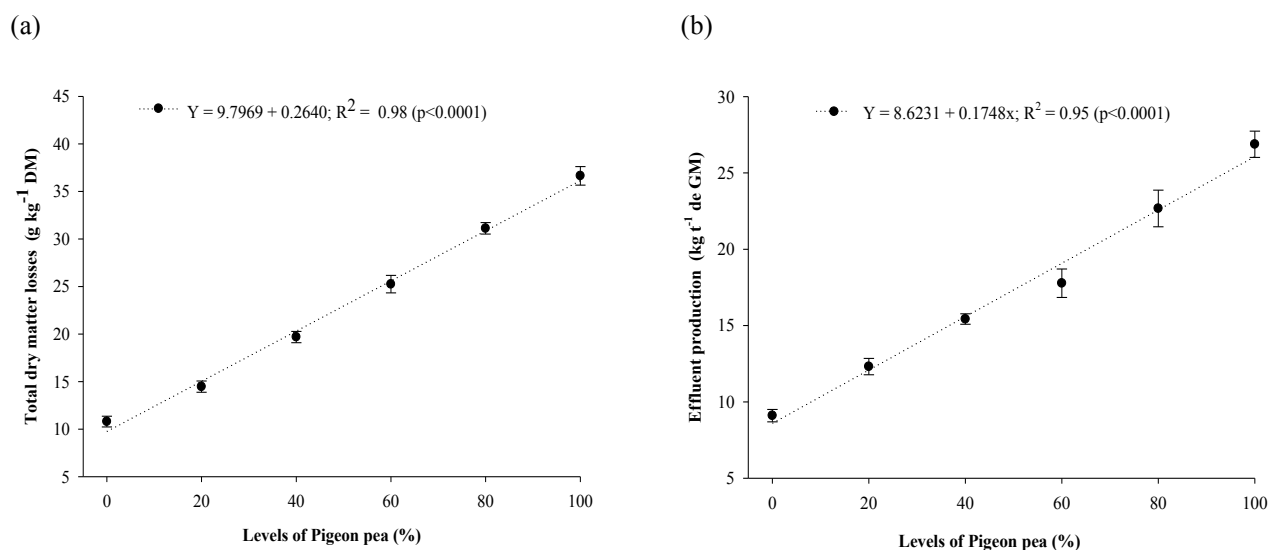 (a)
Y = 9.7969 + 0.2640; R² = 0.98 (p<0.0001)
Total dry matter losses (g kg⁻¹ DM)
45
40
35
30
25
20
15
10
5
0 20 40 60 80 100
Levels of Pigeon pea (%)
(b)
Y = 8.6231 + 0.1748x; R² = 0.95 (p<0.0001)
Effluent production (kg t⁻¹ de GM)
30
25
20
15
10
5
0 20 40 60 80 100
Levels of Pigeon pea (%)